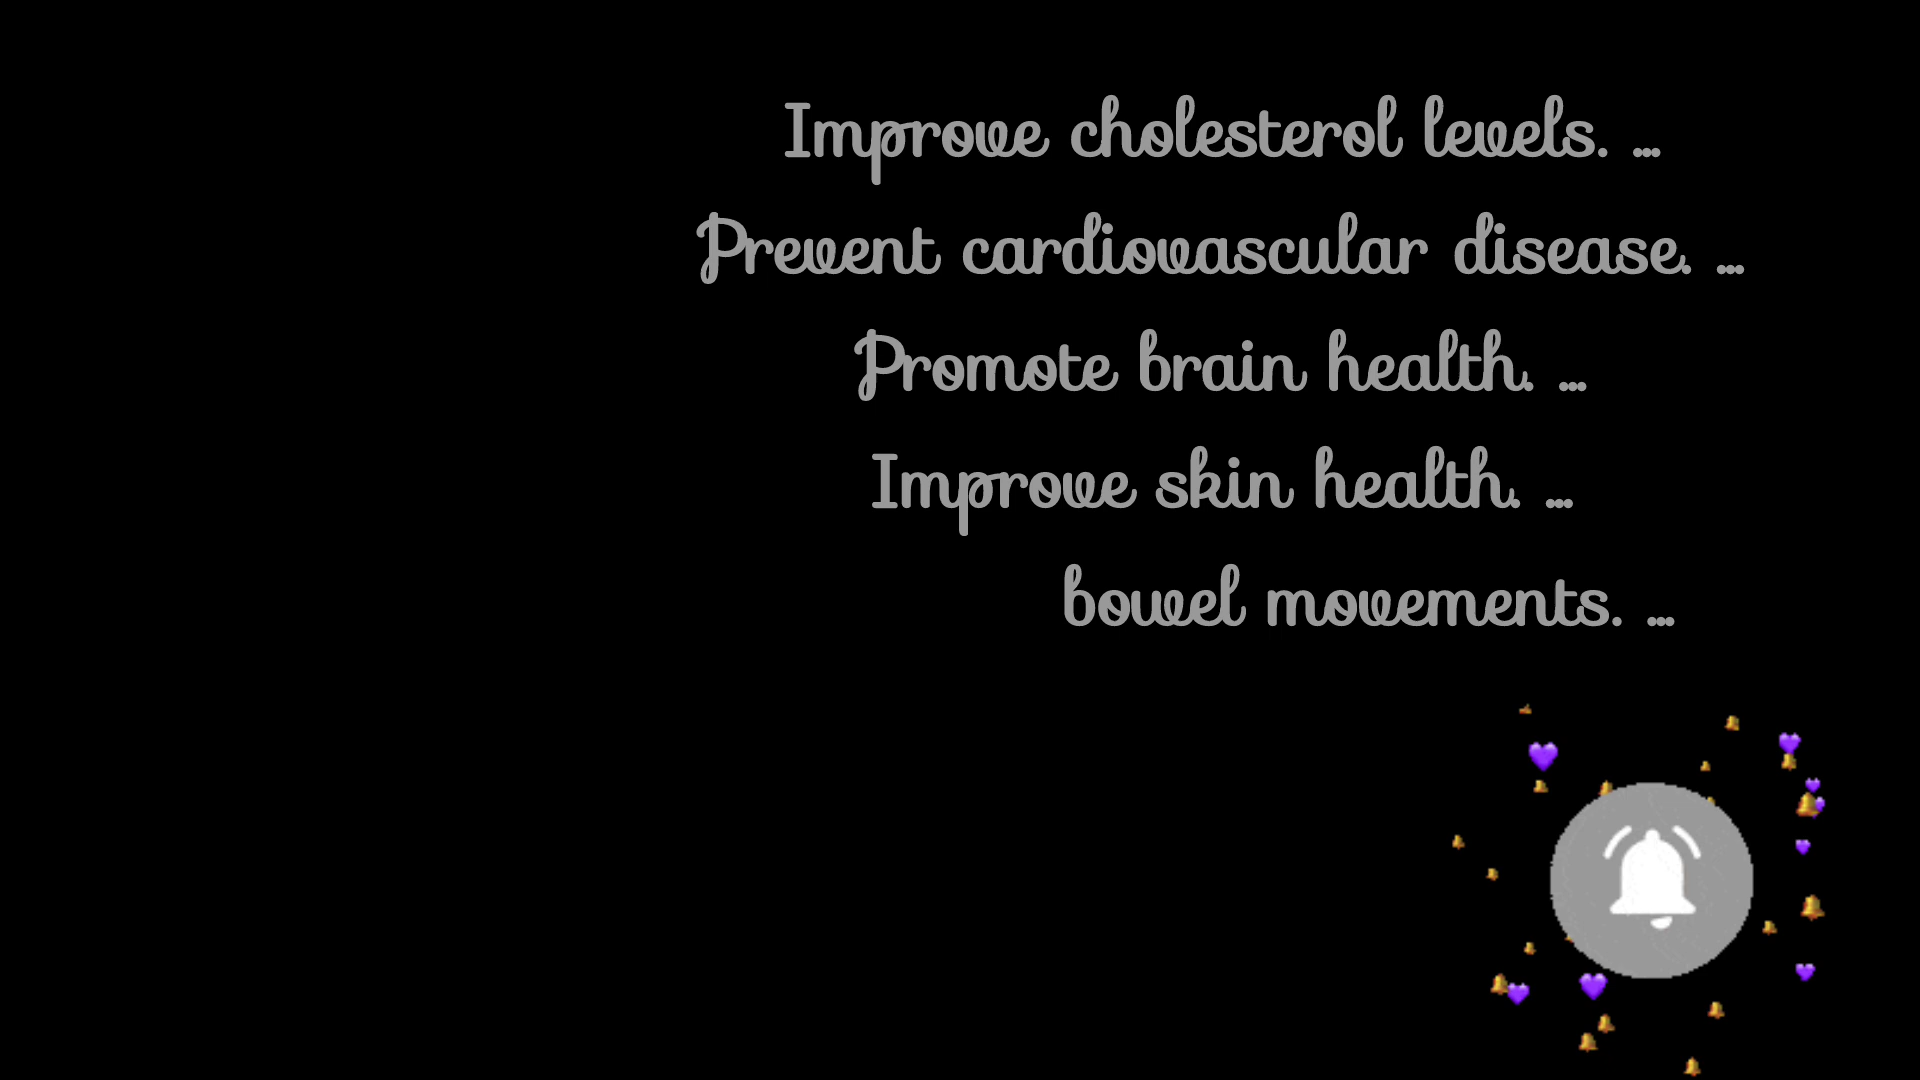 Improve cholesterol levels. ...
Prevent cardiovascular disease. ...
Promote brain health. ...
Improve skin health. ...
bowel movements. ...